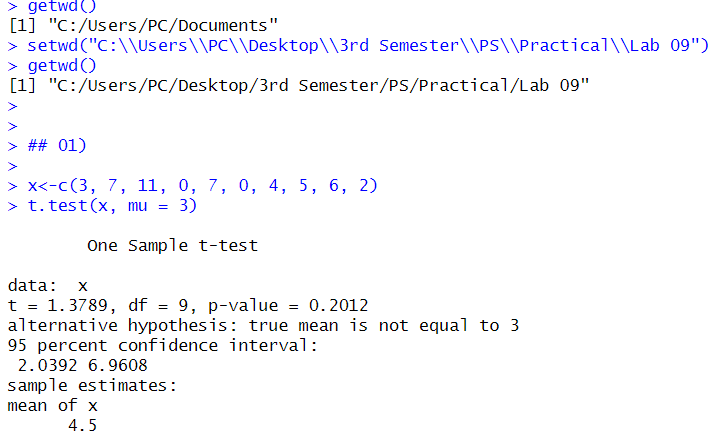 > getwd()
[1] "C:/Users/PC/Documents"
> setwd("C:\\Users\\PC\\Desktop\\3rd Semester\\PS\\Practical\\Lab 09")
> getwd()
[1] "C:/Users/PC/Desktop/3rd Semester/PS/Practical/Lab 09"
>
>
> ## 01)
>
> x<-c(3, 7, 11, 0, 7, 0, 4, 5, 6, 2)
> t.test(x, mu = 3)
One Sample t-test
data:  x
t = 1.3789, df = 9, p-value = 0.2012
alternative hypothesis: true mean is not equal to 3
95 percent confidence interval:
2.0392 6.9608
sample estimates:
mean of x
4.5